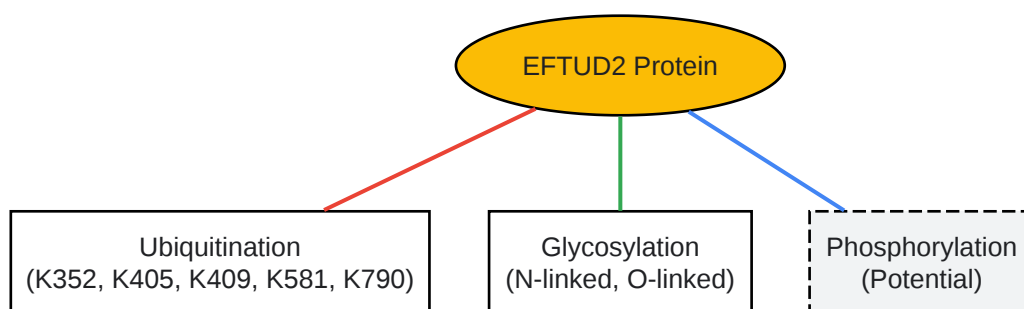 EFTUD2 Protein
Ubiquitination
(K352, K405, K409, K581, K790)
Glycosylation
(N-linked, O-linked)
Phosphorylation
(Potential)